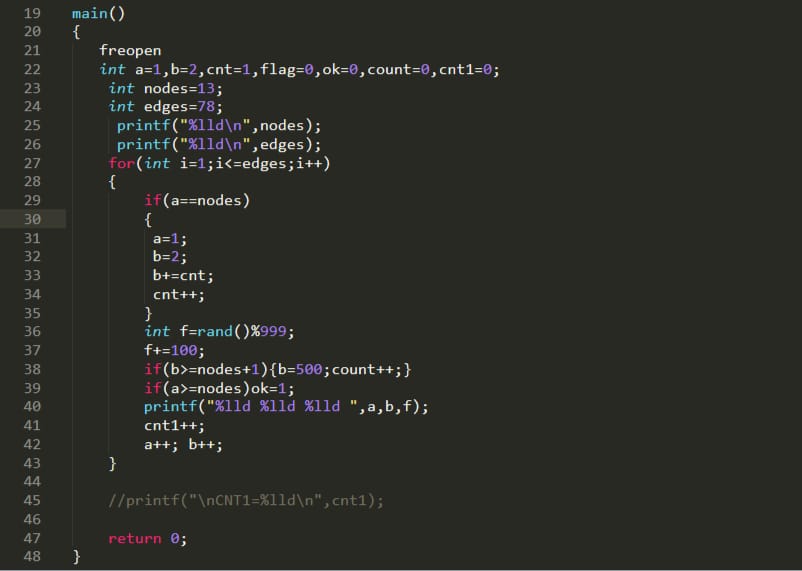 19 main()
20 {
21 freopen
22 int a=1,b=2,cnt=1,flag=0,ok=0,count=0,cnt1=0;
23 int nodes=13;
24 int edges=78;
25 printf("%lld\n",nodes);
26 printf("%lld\n",edges);
27 for(int i=1;i<=edges;i++)
28 {
29 if(a==nodes)
30 {
31 a=1;
32 b=2;
33 b+=cnt;
34 cnt++;
35 }
36 int f=rand()%999;
37 f+=100;
38 if(b>=nodes+1){b=500;count++;}
39 if(a>=nodes)ok=1;
40 printf("%lld %lld %lld ",a,b,f);
41 cnt1++;
42 a++; b++;
43 }
44
45 //printf("\nCNT1=%lld\n",cnt1);
46
47 return 0;
48 }